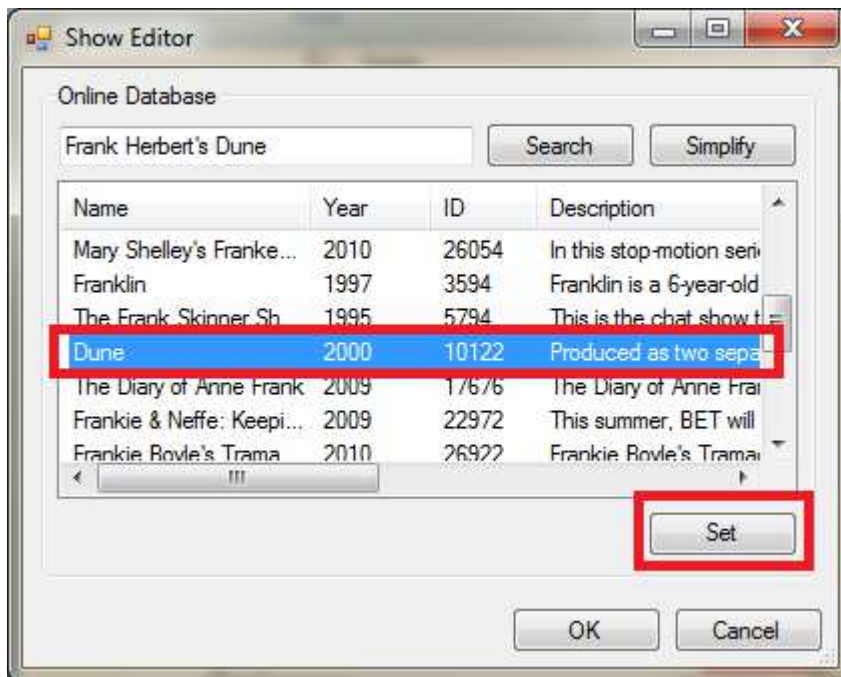 Show Editor
Online Database
Frank Herbert's Dune Search Simplify
Name Year ID Description
Mary Shelley's Franke... 2010 26054 In this stop-motion seri
Franklin 1997 3594 Franklin is a 6-year-old
The Frank Skinner Sh 1995 5794 This is the chat show t
Dune 2000 10122 Produced as two sepa
The Diary of Anne Frank 2009 17676 The Diary of Anne Fra
Frankie & Neffe: Keepi... 2009 22972 This summer, BET will
Frankie Boyle's Trama 2010 26922 Frankie Boyle's Trama
Set
OK Cancel